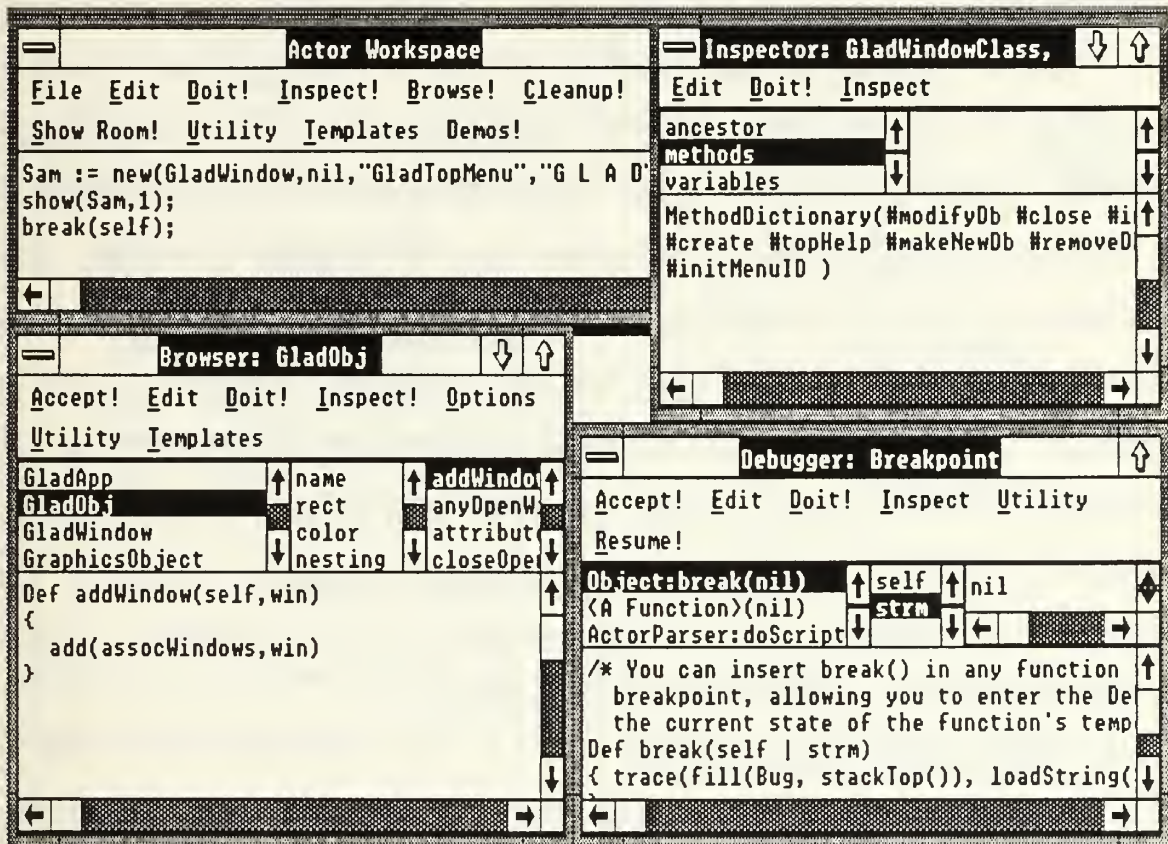 Actor Workspace
File Edit Doit! Inspect! Browse! Cleanup!
Show Room! Utility Templates Demos!
Sam := new(GladWindow,nil,"GladTopMenu","G L A D"
show(Sam,1);
break(self);
Inspector: GladWindowClass,
Edit Doit! Inspect
ancestor
methods
variables
MethodDictionary(#modifyDb #close #i
#create #topHelp #makeNewDb #removeD
#initMenuID )
Browser: GladObj
Accept! Edit Doit! Inspect! Options
Utility Templates
GladApp
GladObj
GladWindow
GraphicsObject
name
rect
color
nesting
addWindow
anyOpenW
attribute
closeOpen
Def addWindow(self,win)
{
add(assocWindows,win)
}
Debugger: Breakpoint
Accept! Edit Doit! Inspect Utility
Resume!
Object:break(nil)
<A Function>(nil)
ActorParser:doScript
self
strm
nil
/* You can insert break() in any function
breakpoint, allowing you to enter the De
the current state of the function's temp
Def break(self | strm)
{ trace(fill(Bug, stackTop()), loadString(